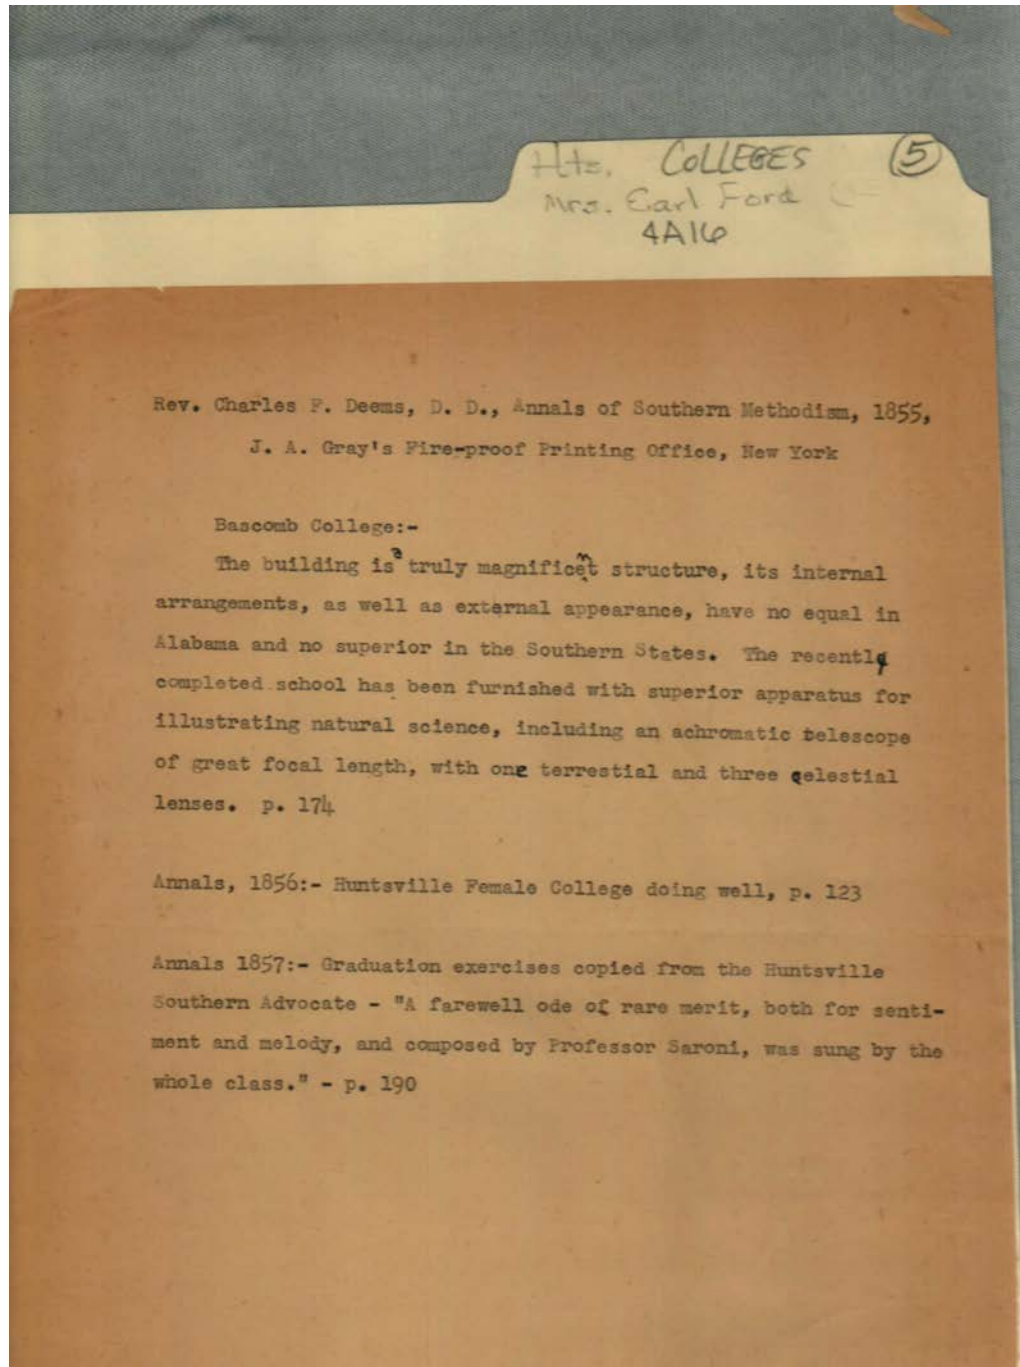 Htz. COLLEGES 5
Mrs. Earl Ford
4A16
Rev. Charles F. Deems, D. D., Annals of Southern Methodism, 1855,
J. A. Gray's Fire-proof Printing Office, New York
Bascomb College:-
The building is a truly magnificent structure, its internal
arrangements, as well as external appearance, have no equal in
Alabama and no superior in the Southern States. The recently
completed school has been furnished with superior apparatus for
illustrating natural science, including an achromatic telescope
of great focal length, with one terrestial and three celestial
lenses. p. 174
Annals, 1856:- Huntsville Female College doing well, p. 123
Annals 1857:- Graduation exercises copied from the Huntsville
Southern Advocate - "A farewell ode of rare merit, both for senti-
ment and melody, and composed by Professor Saroni, was sung by the
whole class." - p. 190